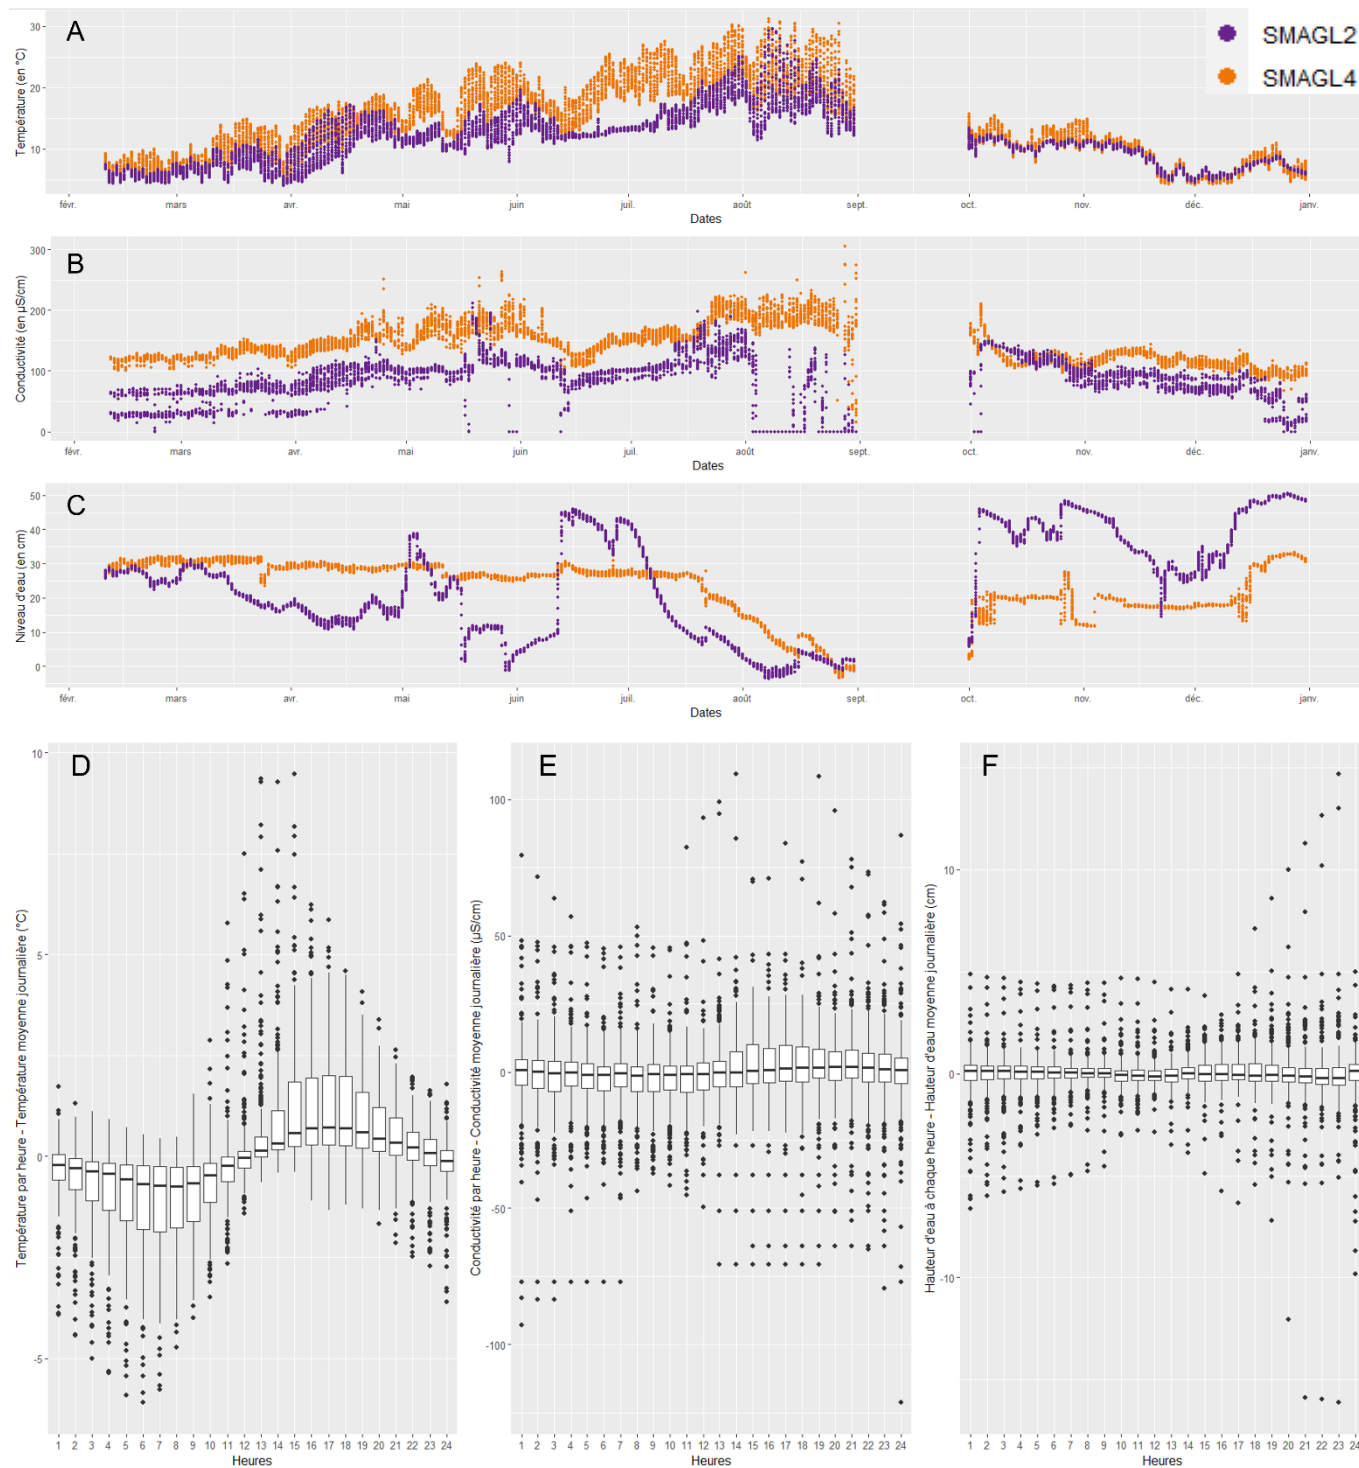 A
SMAGL2
SMAGL4
Température (en °C)
30
20
10
févr. mars avr. mai juin juil. août sept. oct. nov. déc. janv.
Dates
B
Conductivité (en µS/cm)
300
200
100
0
févr. mars avr. mai juin juil. août sept. oct. nov. déc. janv.
Dates
C
Niveau d'eau (en cm)
50
40
30
20
10
0
févr. mars avr. mai juin juil. août sept. oct. nov. déc. janv.
Dates
D
Température par heure - Température moyenne journalière (°C)
10
5
0
-5
1 2 3 4 5 6 7 8 9 10 11 12 13 14 15 16 17 18 19 20 21 22 23 24
Heures
E
Conductivité par heure - Conductivité moyenne journalière (µS/cm)
100
50
0
-50
-100
1 2 3 4 5 6 7 8 9 10 11 12 13 14 15 16 17 18 19 20 21 22 23 24
Heures
F
Hauteur d'eau à chaque heure - Hauteur d'eau moyenne journalière (cm)
10
0
-10
1 2 3 4 5 6 7 8 9 10 11 12 13 14 15 16 17 18 19 20 21 22 23 24
Heures